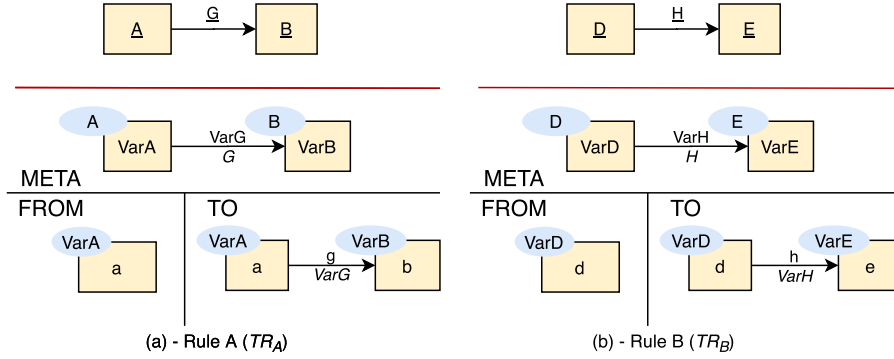 G
A B
A B
VarG
VarA VarB
G
META
FROM TO
VarA VarA VarB
g
a a b
VarG
(a) - Rule A (TRA)
H
D E
D E
VarH
VarD VarE
H
META
FROM TO
VarD VarD VarE
h
d d e
VarH
(b) - Rule B (TRB)